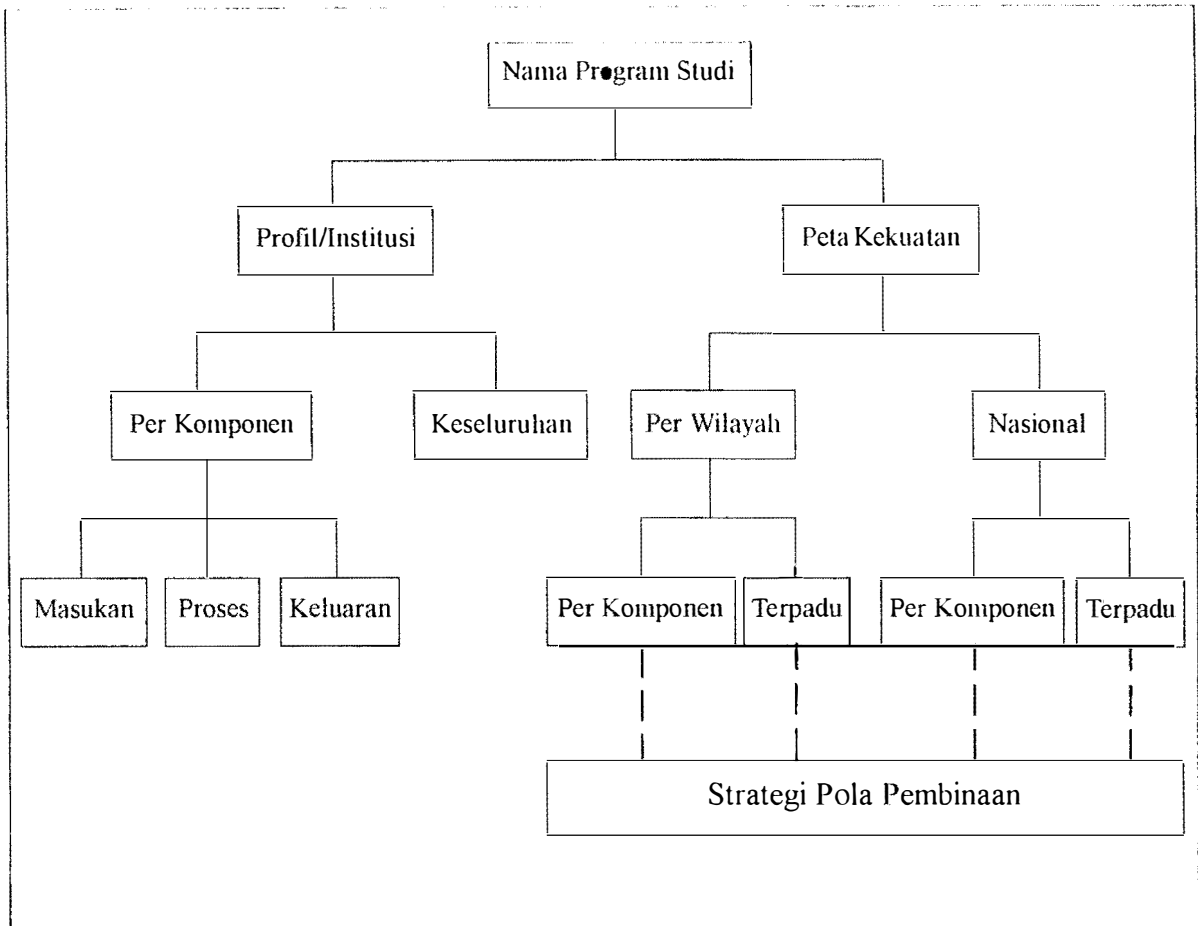 Nama Program Studi
Profil/Institusi
Peta Kekuatan
Per Komponen
Keseluruhan
Per Wilayah
Nasional
Masukan
Proses
Keluaran
Per Komponen
Terpadu
Per Komponen
Terpadu
Strategi Pola Pembinaan